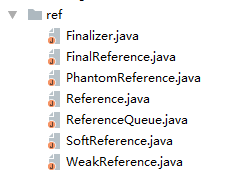 ref
Finalizer.java
FinalReference.java
PhantomReference.java
Reference.java
ReferenceQueue.java
SoftReference.java
WeakReference.java